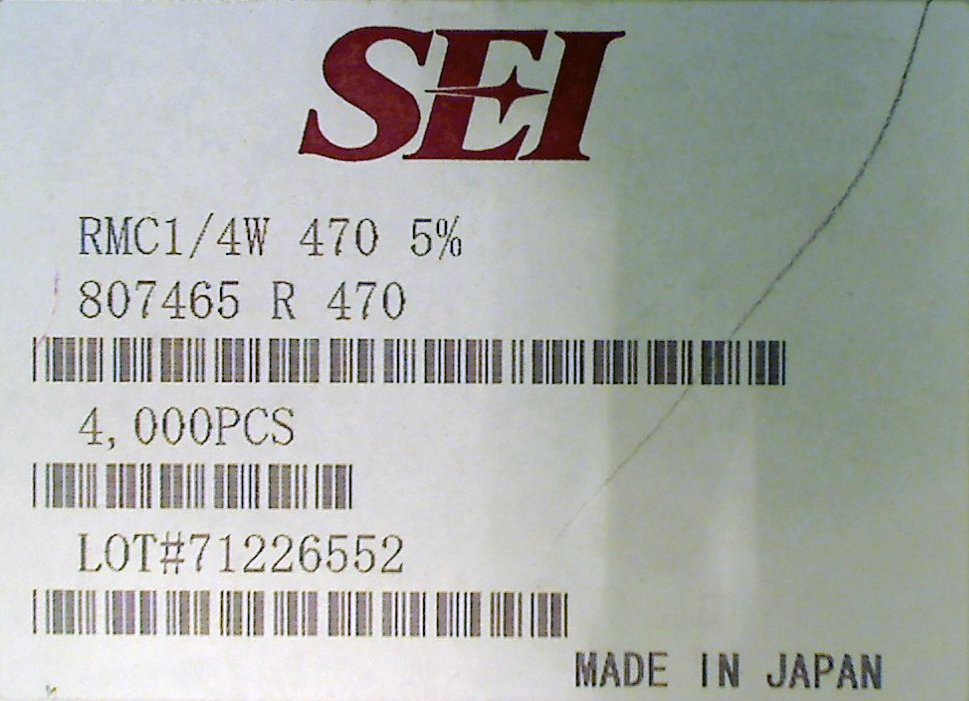 SEI
RMC1/4W 470 5%
807465 R 470
4,000PCS
LOT#71226552
MADE IN JAPAN